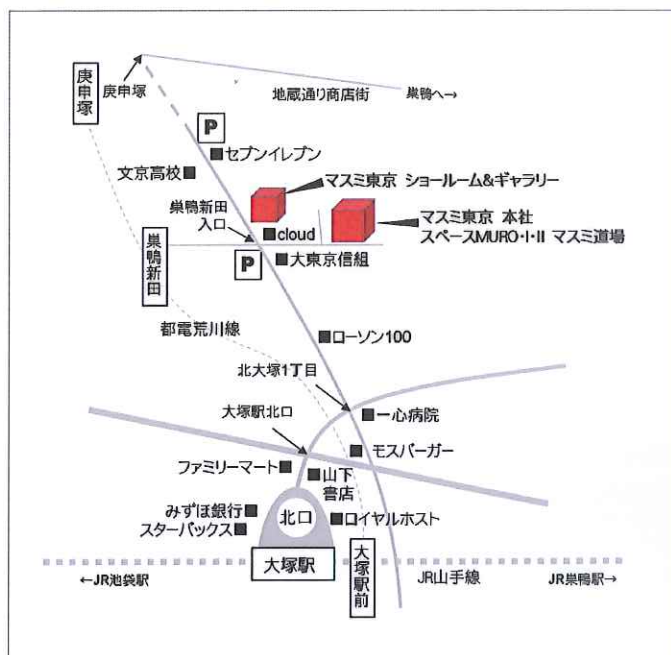 庚申塚
庚申塚
地蔵通り商店街
巣鴨へ→
P
セブンイレブン
文京高校
マスミ東京 ショールーム&ギャラリー
巣鴨新田
入口
cloud
マスミ東京 本社
スペースMURO・I・II マスミ道場
巣鴨新田
P
大東京信組
都電荒川線
ローソン100
北大塚1丁目
一心病院
大塚駅北口
モスバーガー
ファミリーマート
山下
書店
みずほ銀行
スターバックス
北口
ロイヤルホスト
大塚駅
大塚駅前
←JR池袋駅
JR山手線
JR巣鴨駅→